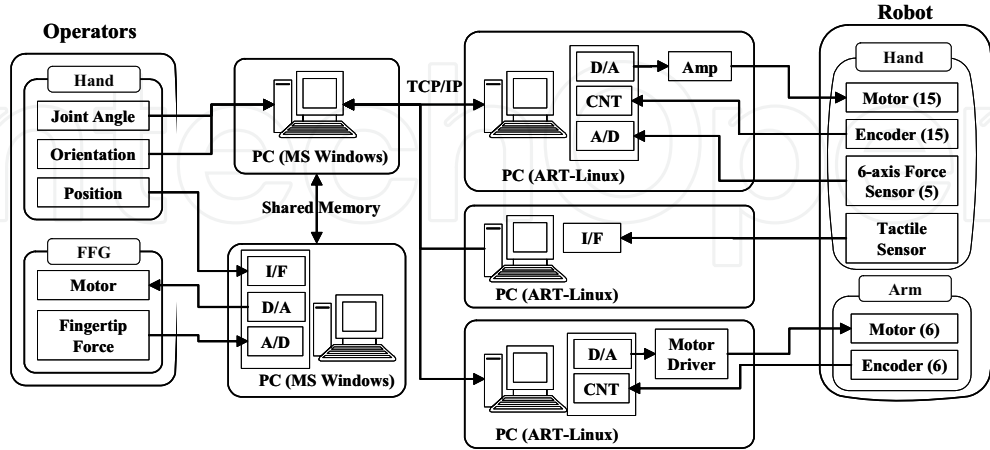 Operators
Hand
Joint Angle
Orientation
Position
FFG
Motor
Fingertip
Force
PC (MS Windows)
Shared Memory
I/F
D/A
A/D
PC (MS Windows)
TCP/IP
D/A
Amp
CNT
A/D
PC (ART-Linux)
I/F
PC (ART-Linux)
D/A
Motor
Driver
CNT
PC (ART-Linux)
Robot
Hand
Motor (15)
Encoder (15)
6-axis Force
Sensor (5)
Tactile
Sensor
Arm
Motor (6)
Encoder (6)